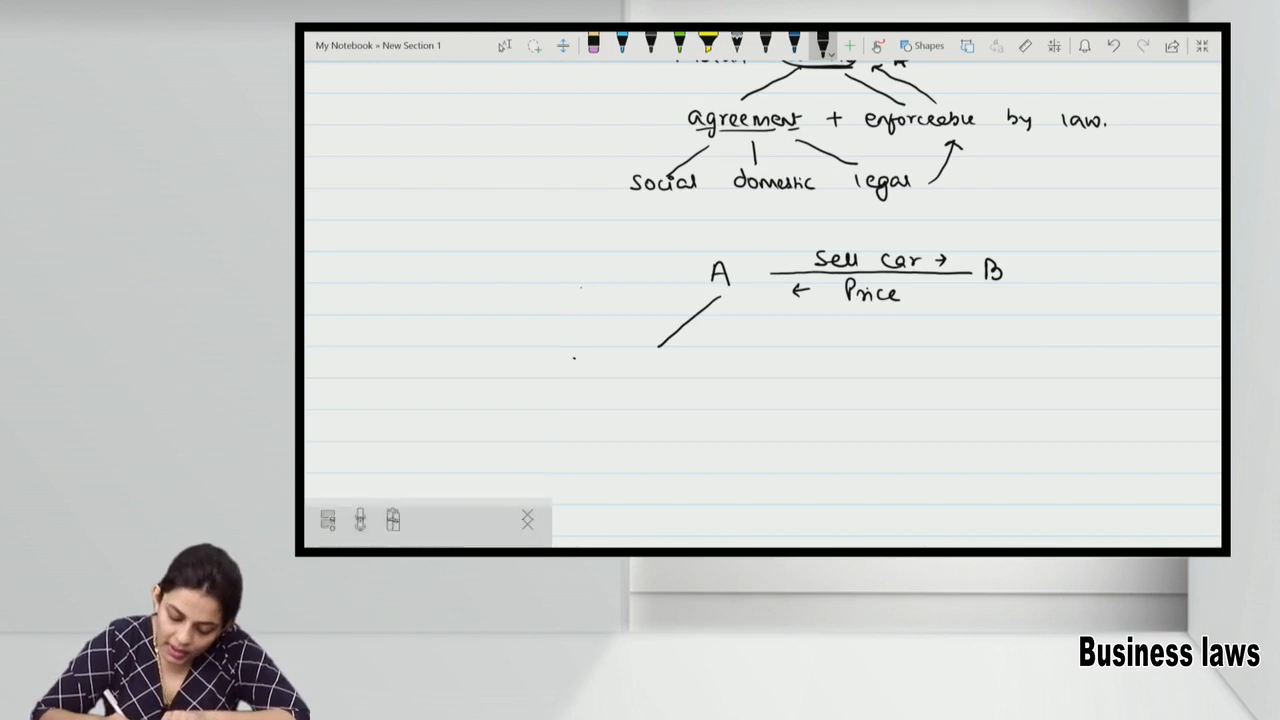 My Notebook » New Section 1
Shapes
agreement + enforceable by law.
social domestic legal
A Sell car → B
← Price
Business laws